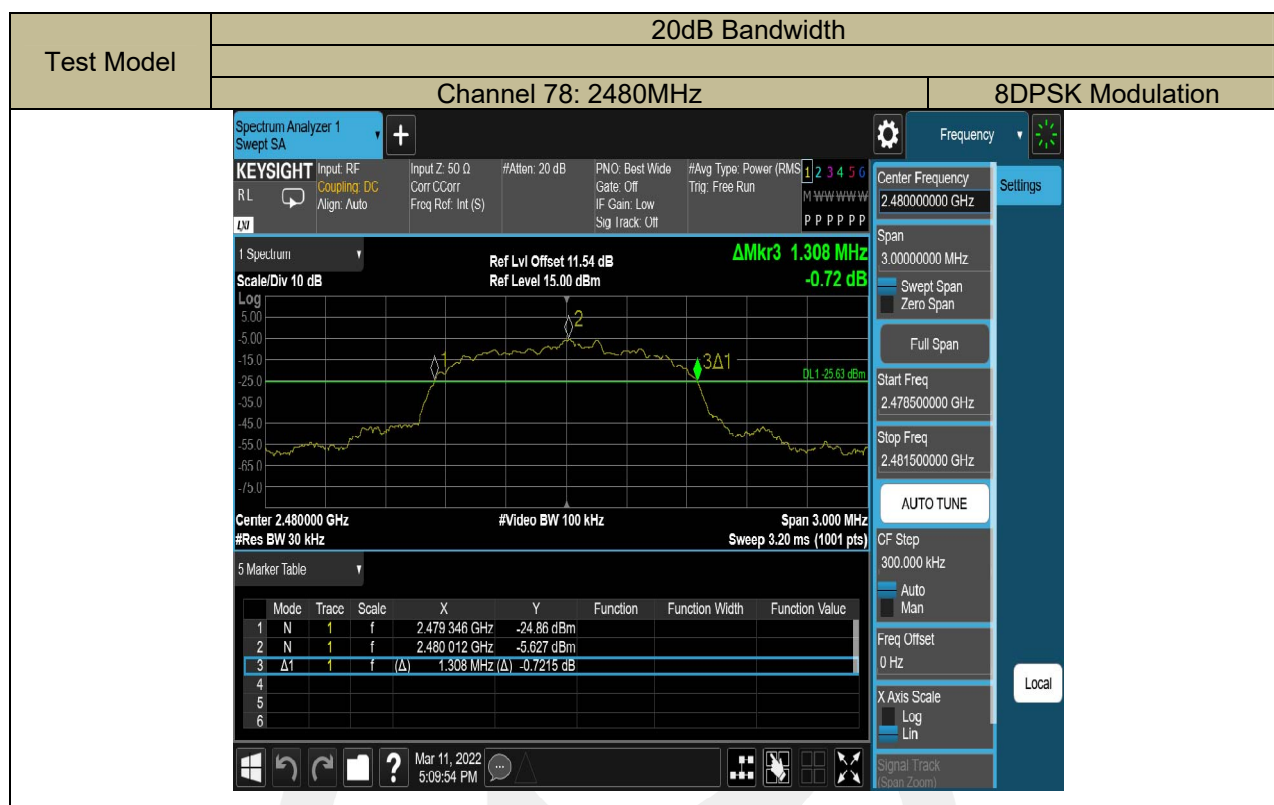 Test Model
20dB Bandwidth
Channel 78: 2480MHz 8DPSK Modulation
Spectrum Analyzer 1
Swept SA
+
Frequency
KEYSIGHT Input: RF Input Z: 50 Ω #Atten: 20 dB PNO: Best Wide #Avg Type: Power (RMS 1 2 3 4 5 6
RL Coupling: DC Corr CCorr Gate: Off Trig: Free Run M W W W W W
Align: Auto Freq Ref: Int (S) IF Gain: Low
LXI Sig Track: Off P P P P P P
Center Frequency
2.480000000 GHz
Settings
Span
3.00000000 MHz
Swept Span
Zero Span
Full Span
Start Freq
2.478500000 GHz
Stop Freq
2.481500000 GHz
AUTO TUNE
CF Step
300.000 kHz
Auto
Man
Freq Offset
0 Hz
X Axis Scale
Log
Lin
Signal Track
(Span Zoom)
Local
1 Spectrum Ref Lvl Offset 11.54 dB ΔMkr3 1.308 MHz
Scale/Div 10 dB Ref Level 15.00 dBm -0.72 dB
Log
5.00
-5.00
-15.0
-25.0
-35.0
-45.0
-55.0
-65.0
-75.0
1
2
3Δ1
DL1 -25.63 dBm
Center 2.480000 GHz #Video BW 100 kHz Span 3.000 MHz
#Res BW 30 kHz Sweep 3.20 ms (1001 pts)
5 Marker Table
Mode Trace Scale X Y Function Function Width Function Value
1 N 1 f 2.479 346 GHz -24.86 dBm
2 N 1 f 2.480 012 GHz -5.627 dBm
3 Δ1 1 f (Δ) 1.308 MHz (Δ) -0.7215 dB
4
5
6
? Mar 11, 2022
5:09:54 PM